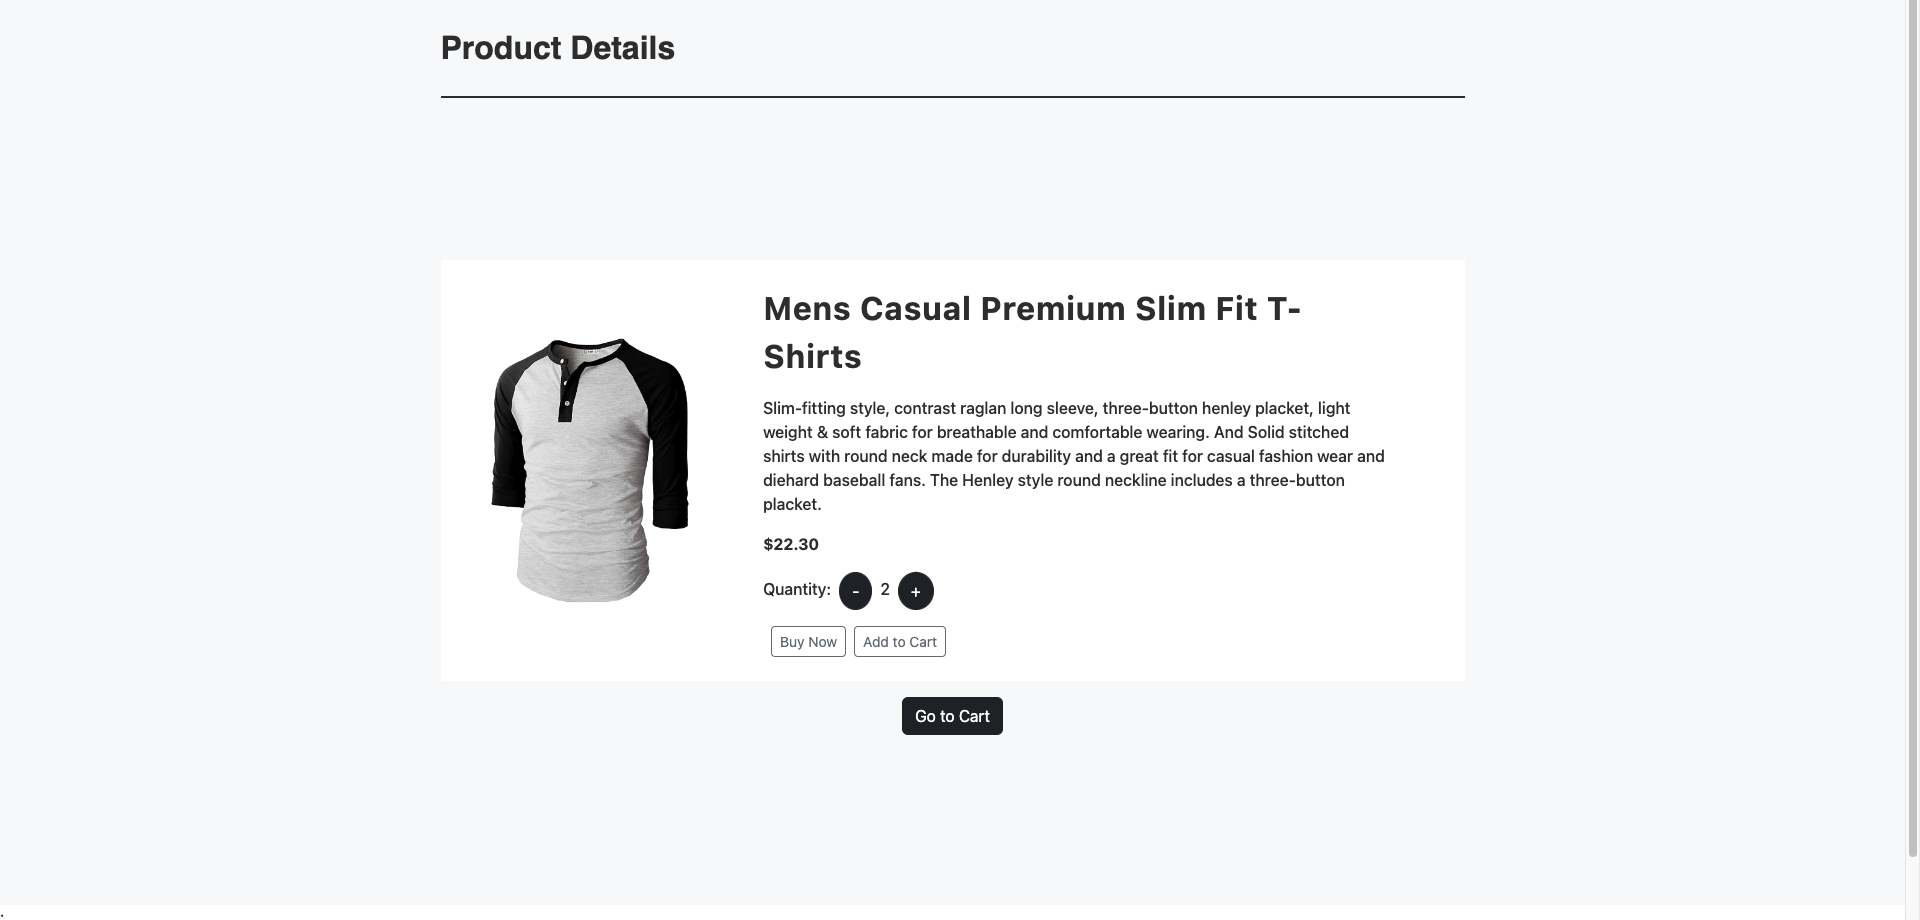 Product Details
Mens Casual Premium Slim Fit T-
Shirts
Slim-fitting style, contrast raglan long sleeve, three-button henley placket, light
weight & soft fabric for breathable and comfortable wearing. And Solid stitched
shirts with round neck made for durability and a great fit for casual fashion wear and
diehard baseball fans. The Henley style round neckline includes a three-button
placket.
$22.30
Quantity: - 2 +
Buy Now Add to Cart
Go to Cart
.